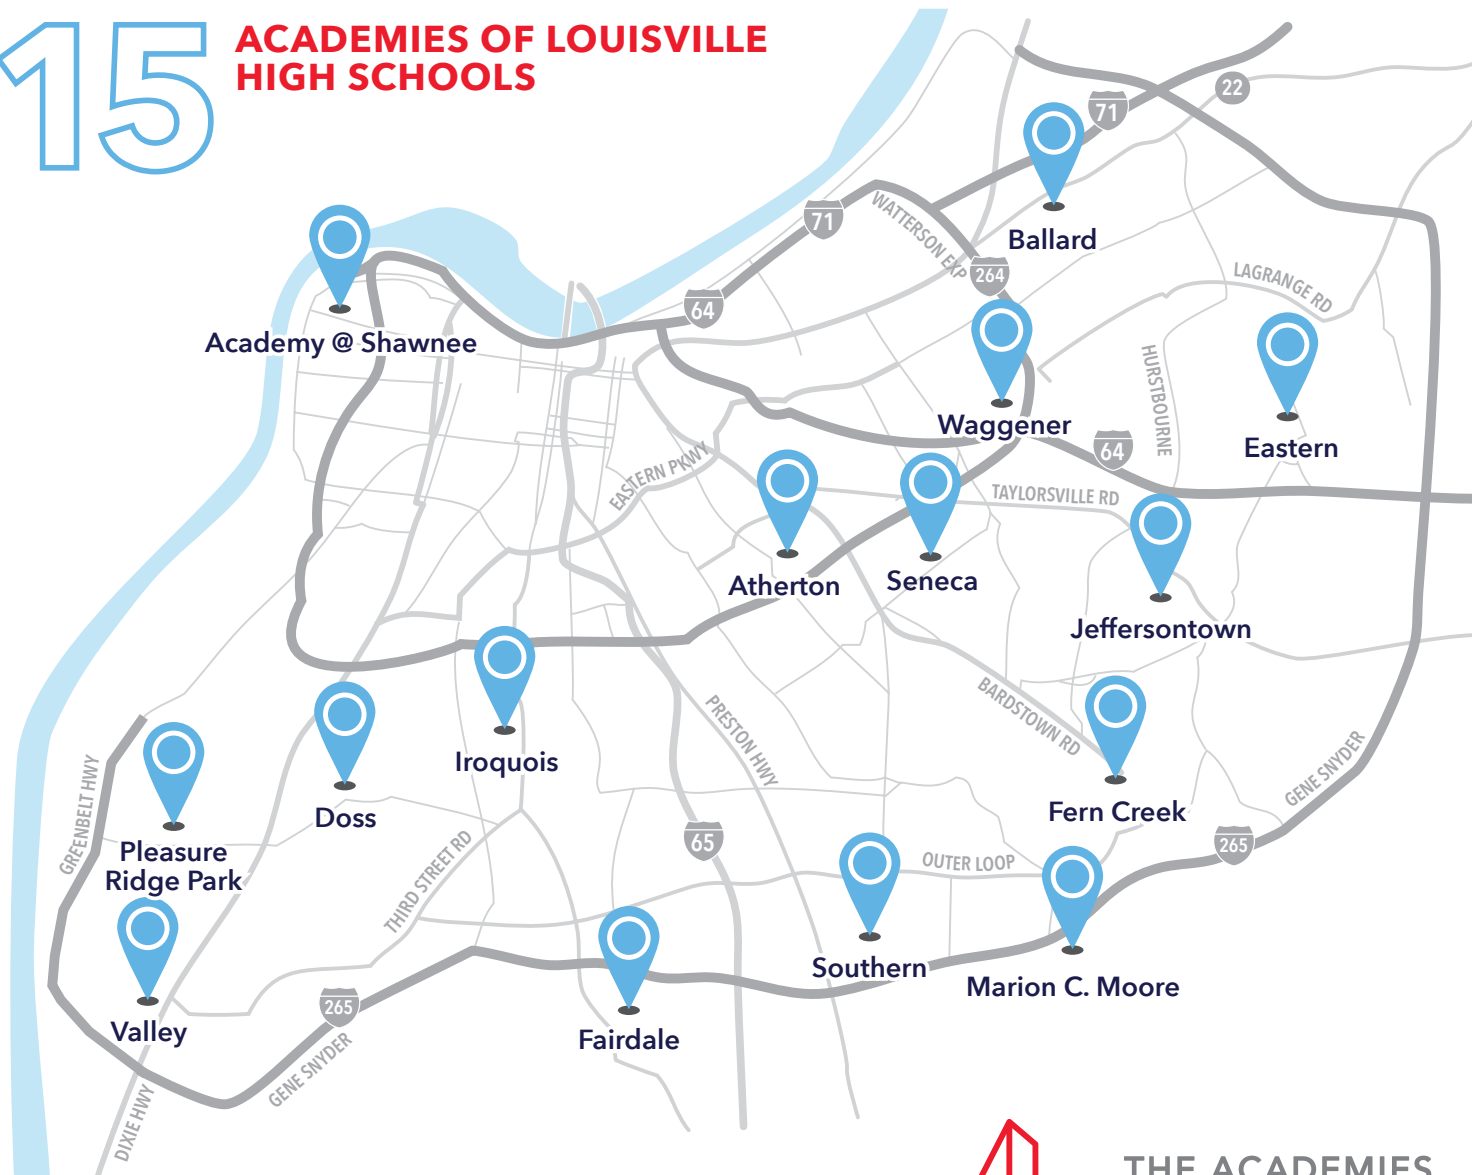 15
ACADEMIES OF LOUISVILLE
HIGH SCHOOLS
22
71
Ballard
71
WATTERSON EXP
264
LAGRANGE RD
64
Academy @ Shawnee
HURSTBOURNE
Waggener
64
Eastern
EASTERN PKWY
TAYLORSVILLE RD
Atherton
Seneca
Jeffersontown
BARDSTOWN RD
PRESTON HWY
Iroquois
GREENBELT HWY
Doss
GENE SNYDER
Fern Creek
Pleasure
Ridge Park
THIRD STREET RD
65
OUTER LOOP
265
Southern
Marion C. Moore
265
Valley
Fairdale
GENE SNYDER
DIXIE HWY
THE ACADEMIES